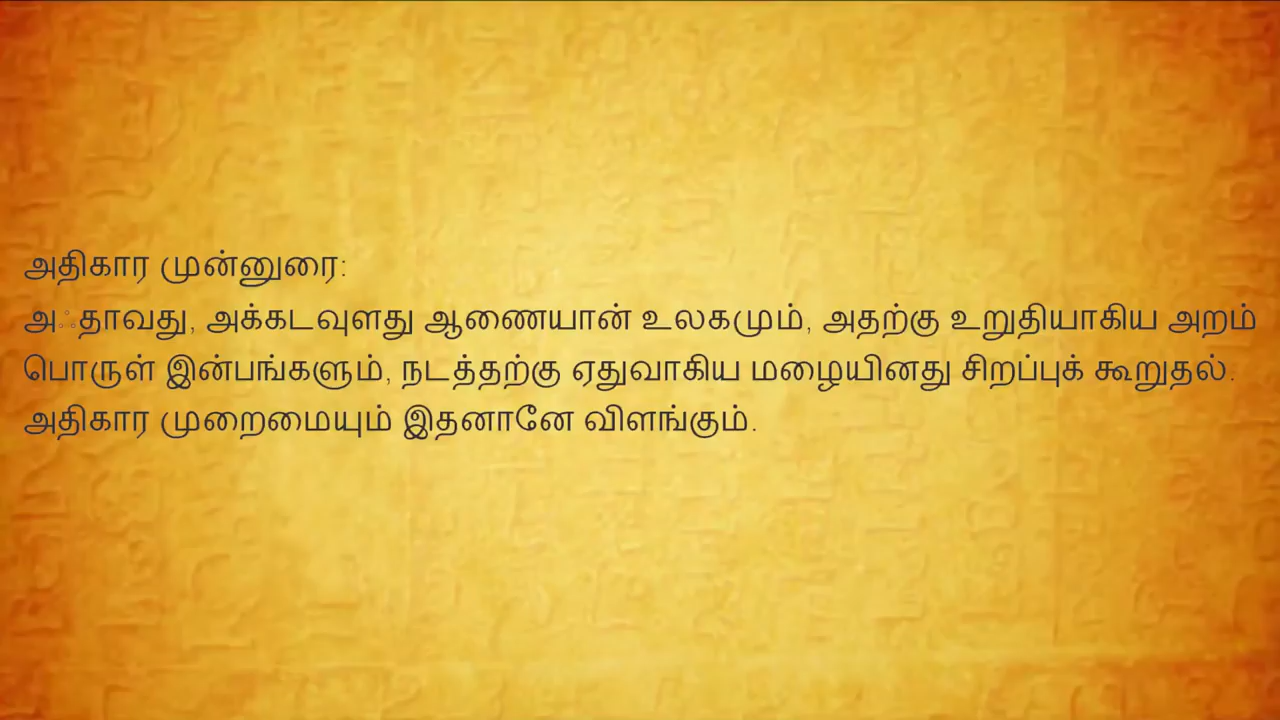 அதிகார முன்னுரை:
அஃதாவது, அக்கடவுளது ஆணையான் உலகமும், அதற்கு உறுதியாகிய அறம்
பொருள் இன்பங்களும், நடத்தற்கு ஏதுவாகிய மழையினது சிறப்புக் கூறுதல்.
அதிகார முறைமையும் இதனானே விளங்கும்.